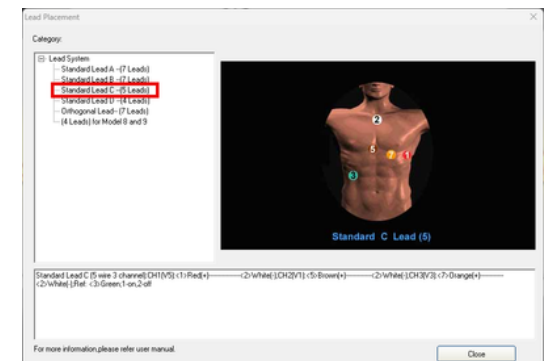 Lead Placement
Category:
Lead System
Standard Lead A -(7 Leads)
Standard Lead B -(7 Leads)
Standard Lead C -(5 Leads)
Standard Lead D -(4 Leads)
Orthogonal Lead- (7 Leads)
(4 Leads) for Model 8 and 9
2
5
7
1
3
Standard C Lead (5)
Standard Lead C (5 wire 3 channel):CH1(V5):<1>Red(+)-----------<2>White(-);CH2(V1):<5>Brown(+)-----------<2>White(-);CH3(V3):<7>Orange(+)-----------
<2>White(-);Ref: <3>Green,1-on,2-off
For more information,please refer user manual.
Close